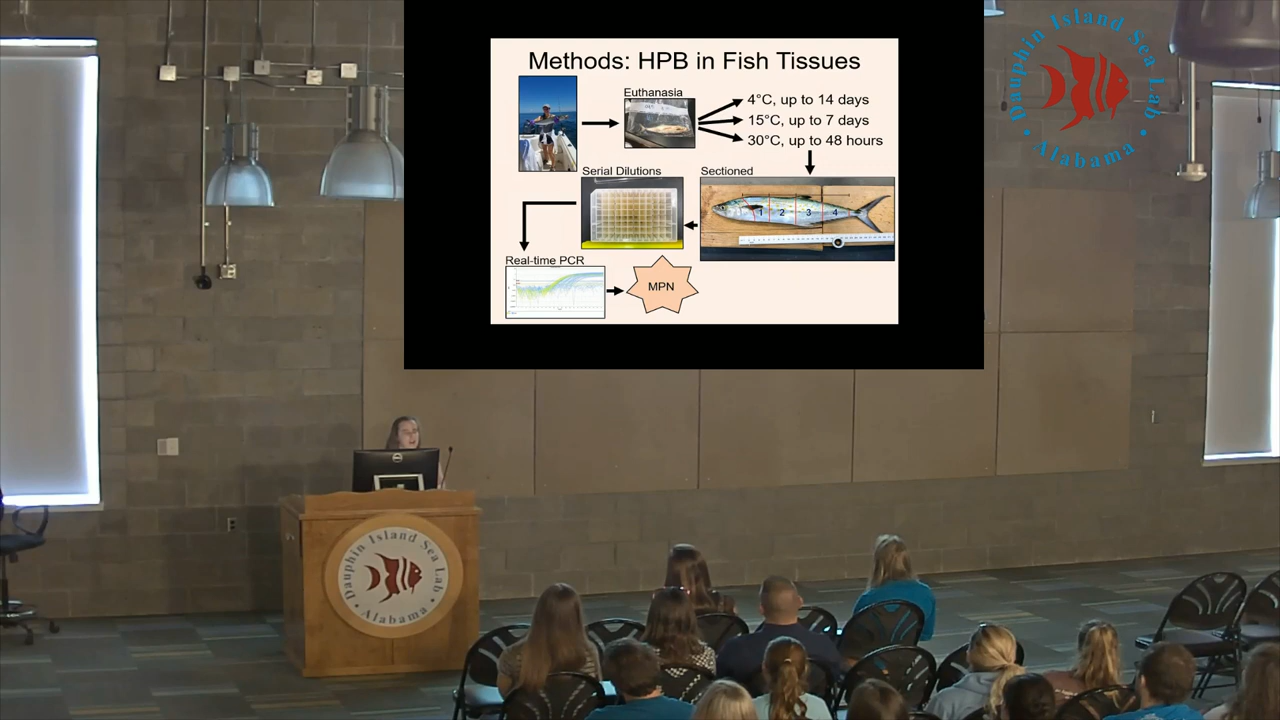 Methods: HPB in Fish Tissues
Euthanasia
4°C, up to 14 days
15°C, up to 7 days
30°C, up to 48 hours
Serial Dilutions
Sectioned
1 2 3 4
Real-time PCR
MPN
Dauphin Island Sea Lab
• Alabama •
Dauphin Island Sea Lab
• Alabama •